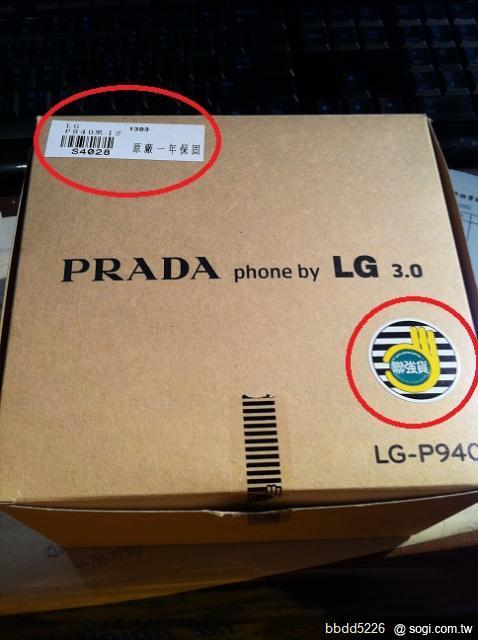 LG
P940黑-12 1303
S4028 原廠一年保固
PRADA phone by LG 3.0
聯強貨
LG-P940
bbdd5226 @ sogi.com.tw